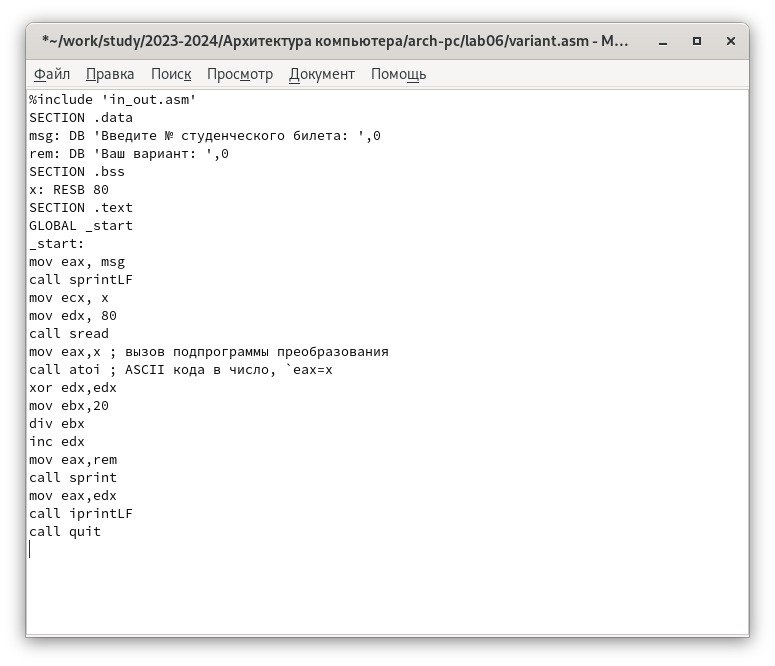 *~/work/study/2023-2024/Архитектура компьютера/arch-pc/lab06/variant.asm - M...
Файл Правка Поиск Просмотр Документ Помощь
%include 'in_out.asm'
SECTION .data
msg: DB 'Введите № студенческого билета: ',0
rem: DB 'Ваш вариант: ',0
SECTION .bss
x: RESB 80
SECTION .text
GLOBAL _start
_start:
mov eax, msg
call sprintLF
mov ecx, x
mov edx, 80
call sread
mov eax,x ; вызов подпрограммы преобразования
call atoi ; ASCII кода в число, `eax=x
xor edx,edx
mov ebx,20
div ebx
inc edx
mov eax,rem
call sprint
mov eax,edx
call iprintLF
call quit